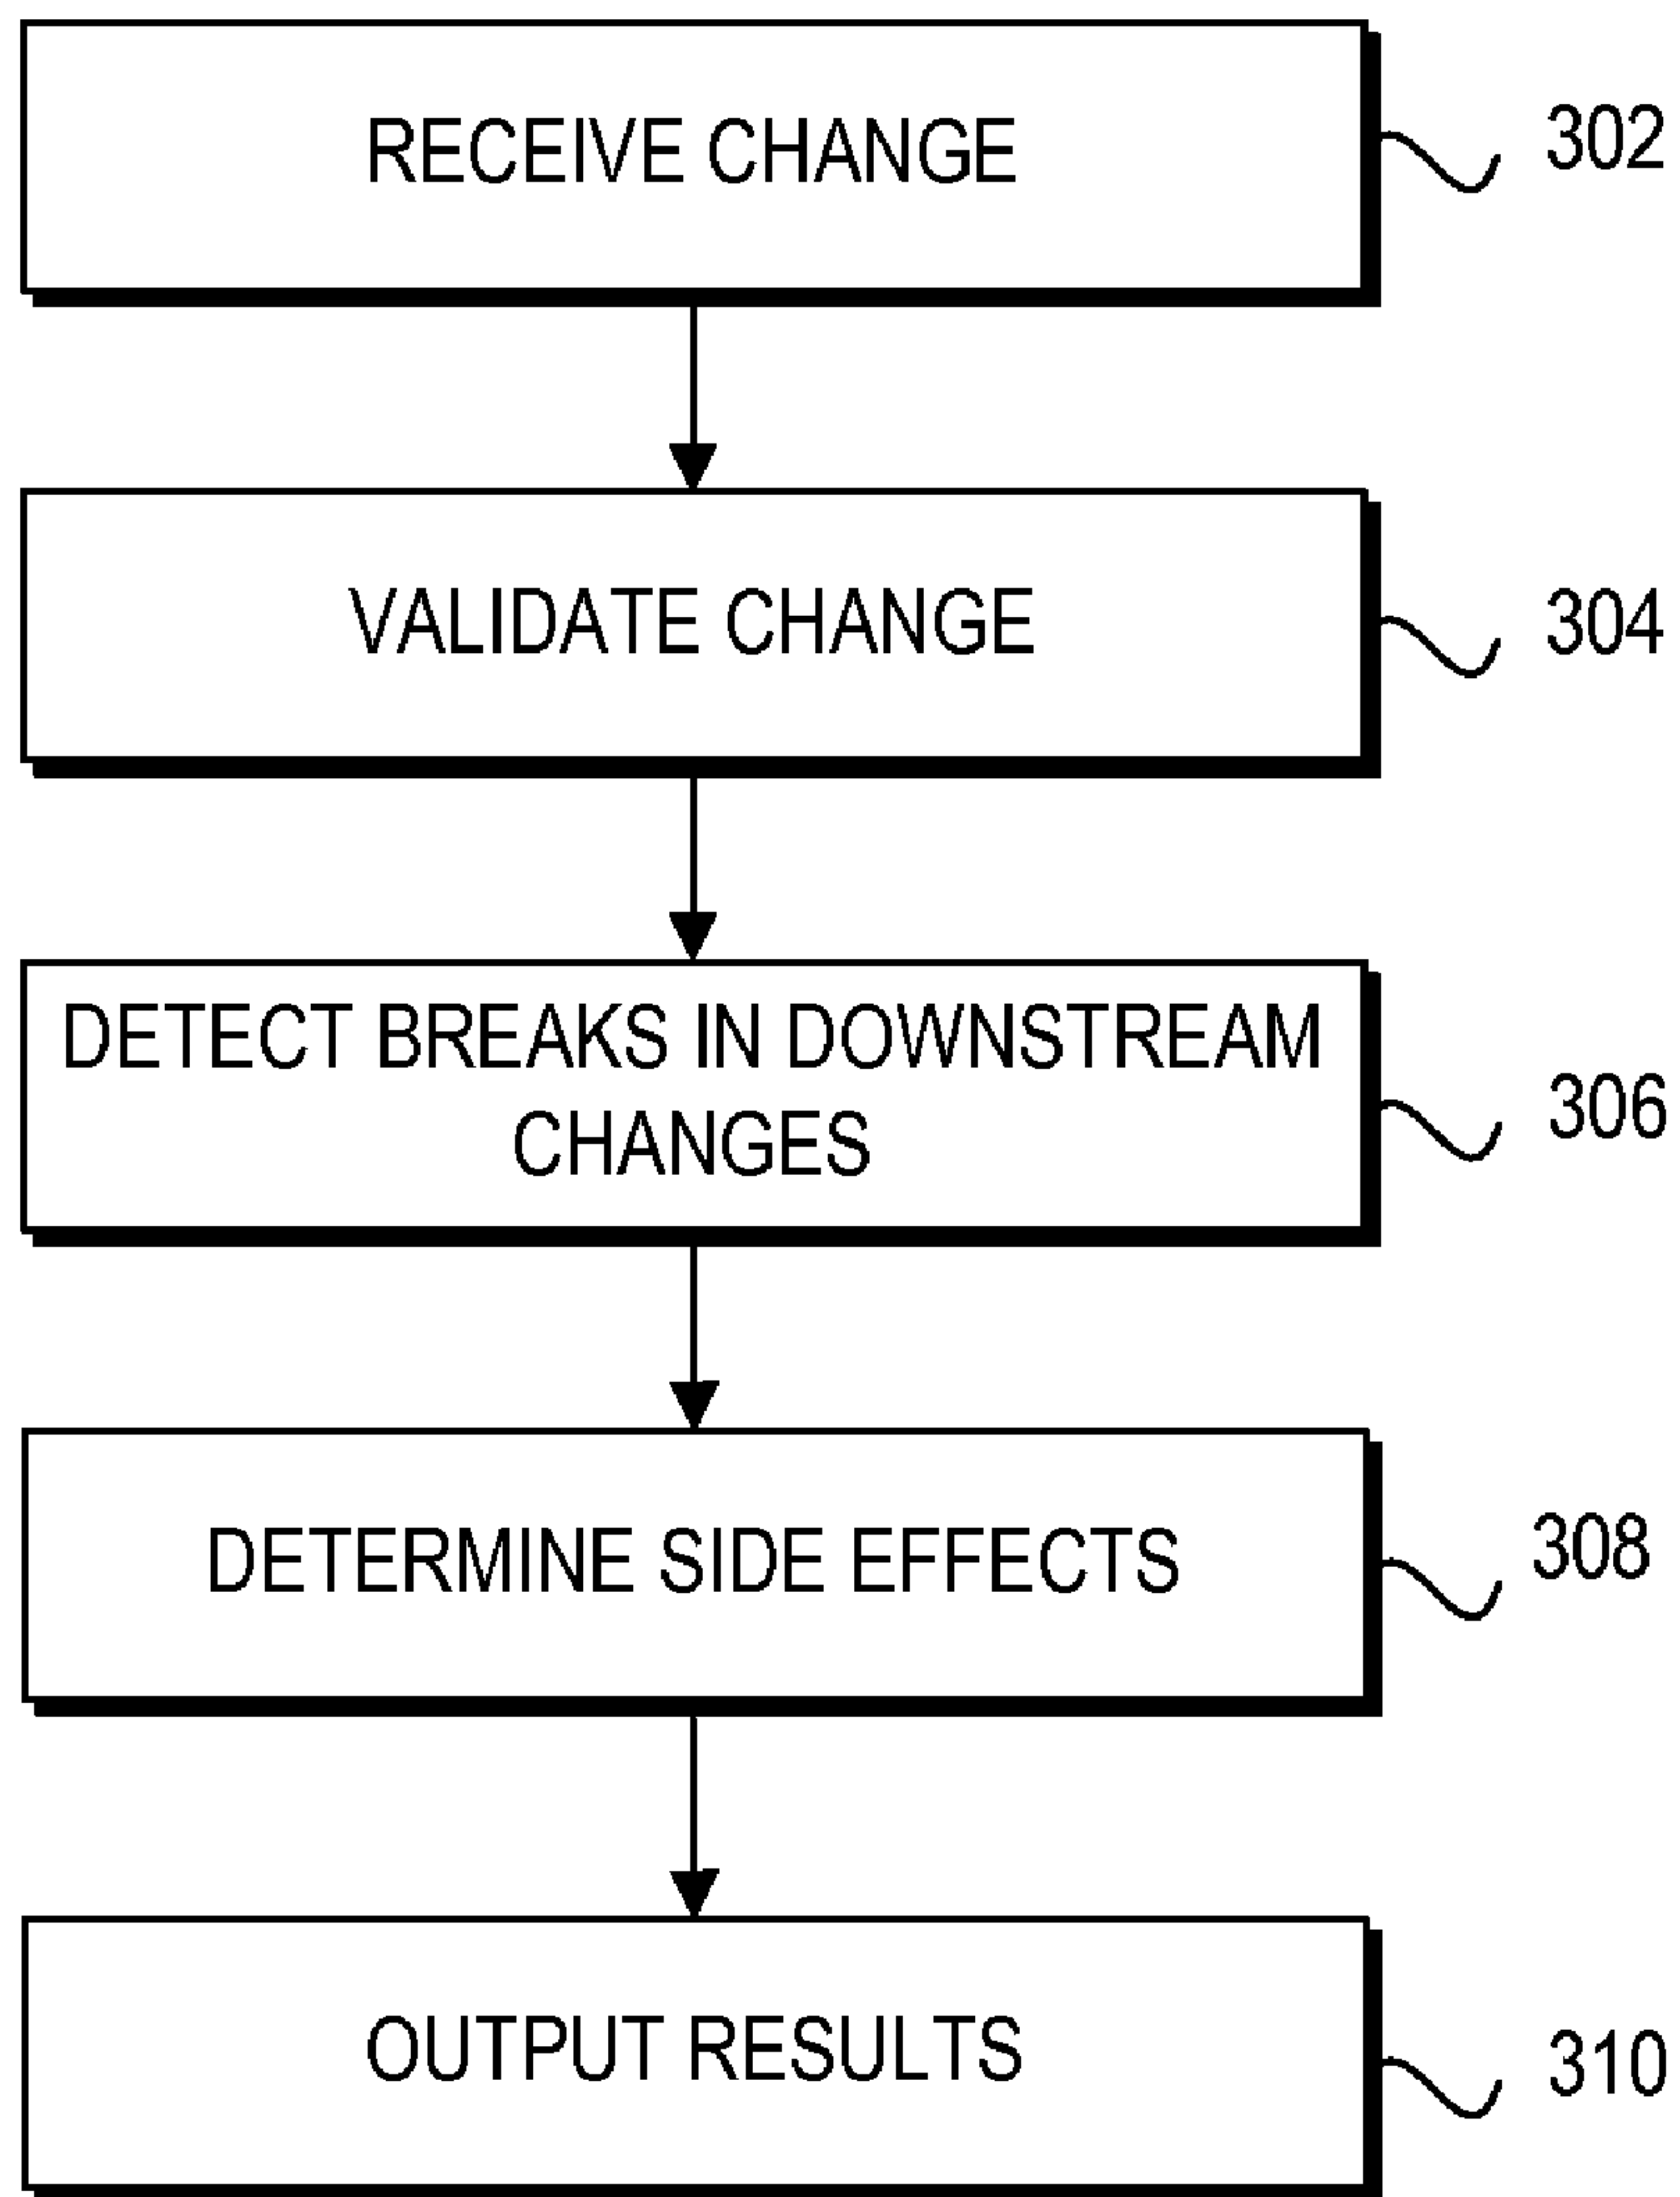 RECEIVE CHANGE
302
VALIDATE CHANGE
304
DETECT BREAKS IN DOWNSTREAM
CHANGES
306
DETERMINE SIDE EFFECTS
308
OUTPUT RESULTS
310